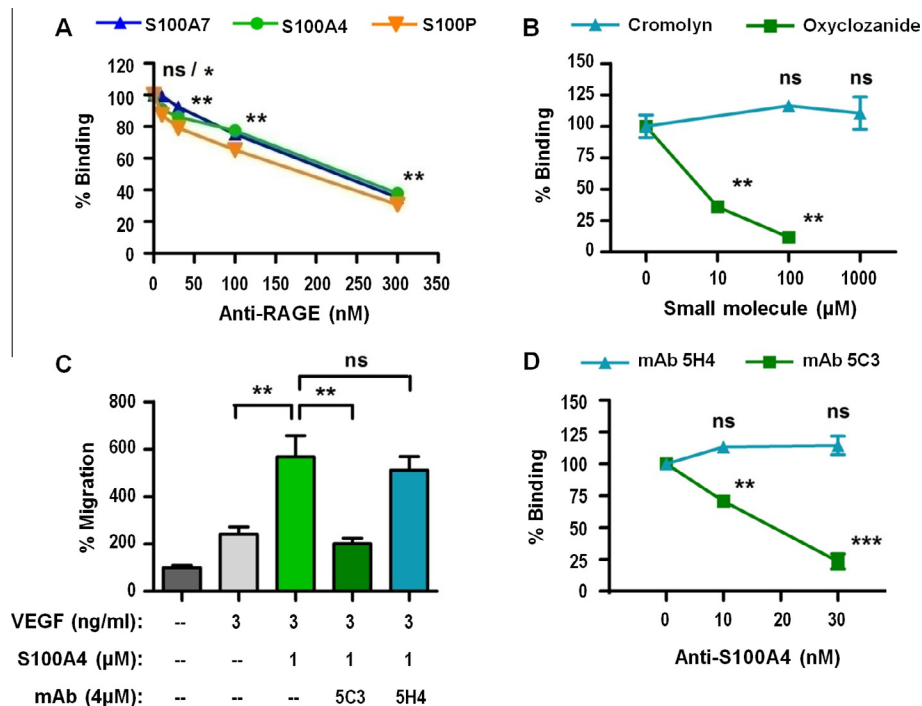 A S100A7 S100A4 S100P
120
100
80
60
40
20
0
% Binding
ns / *
**
**
**
0 50 100 150 200 250 300 350
Anti-RAGE (nM)
B Cromolyn Oxyclozanide
150
125
100
75
50
25
0
% Binding
ns
ns
**
**
0 10 100 1000
Small molecule (µM)
C
800
600
400
200
0
% Migration
ns
** **
VEGF (ng/ml): -- 3 3 3 3
S100A4 (µM): -- -- 1 1 1
mAb (4µM): -- -- -- 5C3 5H4
D mAb 5H4 mAb 5C3
150
125
100
75
50
25
0
% Binding
ns
ns
**
***
0 10 20 30
Anti-S100A4 (nM)